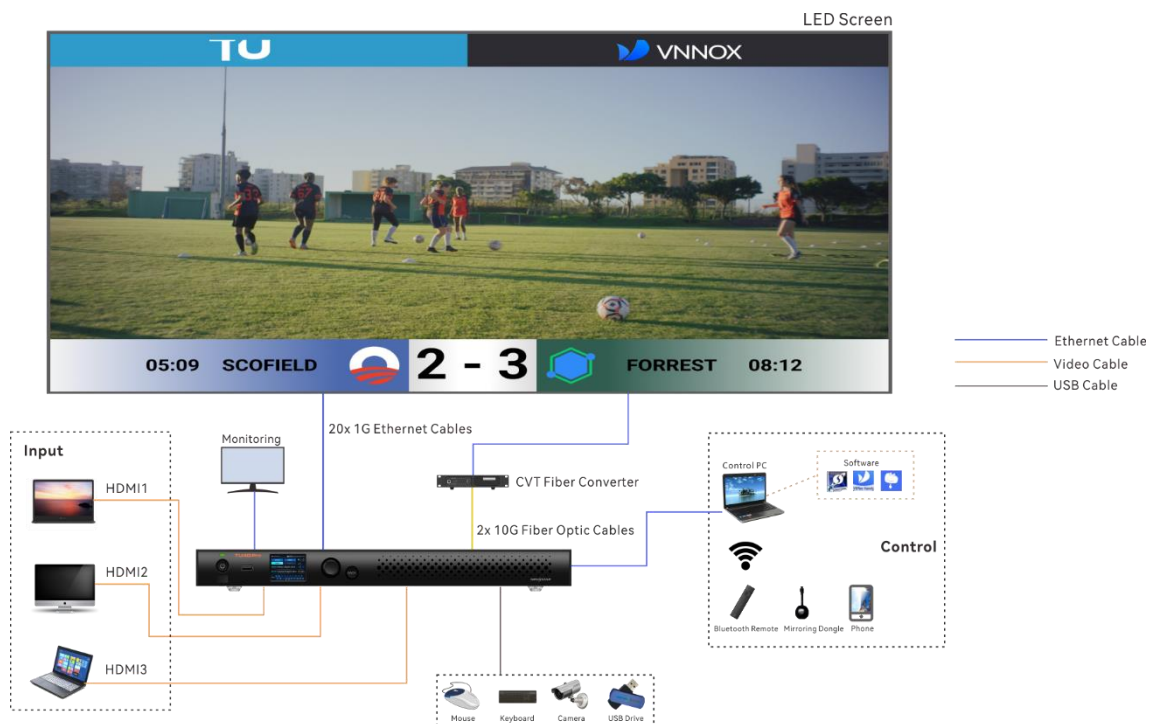 LED Screen
TU
VNNOX
05:09 SCOFIELD 2 - 3 FORREST 08:12
Ethernet Cable
Video Cable
USB Cable
Input
HDMI1
HDMI2
HDMI3
Monitoring
20x 1G Ethernet Cables
CVT Fiber Converter
2x 10G Fiber Optic Cables
Control PC
Software
Control
Bluetooth Remote
Mirroring Dongle
Phone
Mouse
Keyboard
Camera
USB Drive